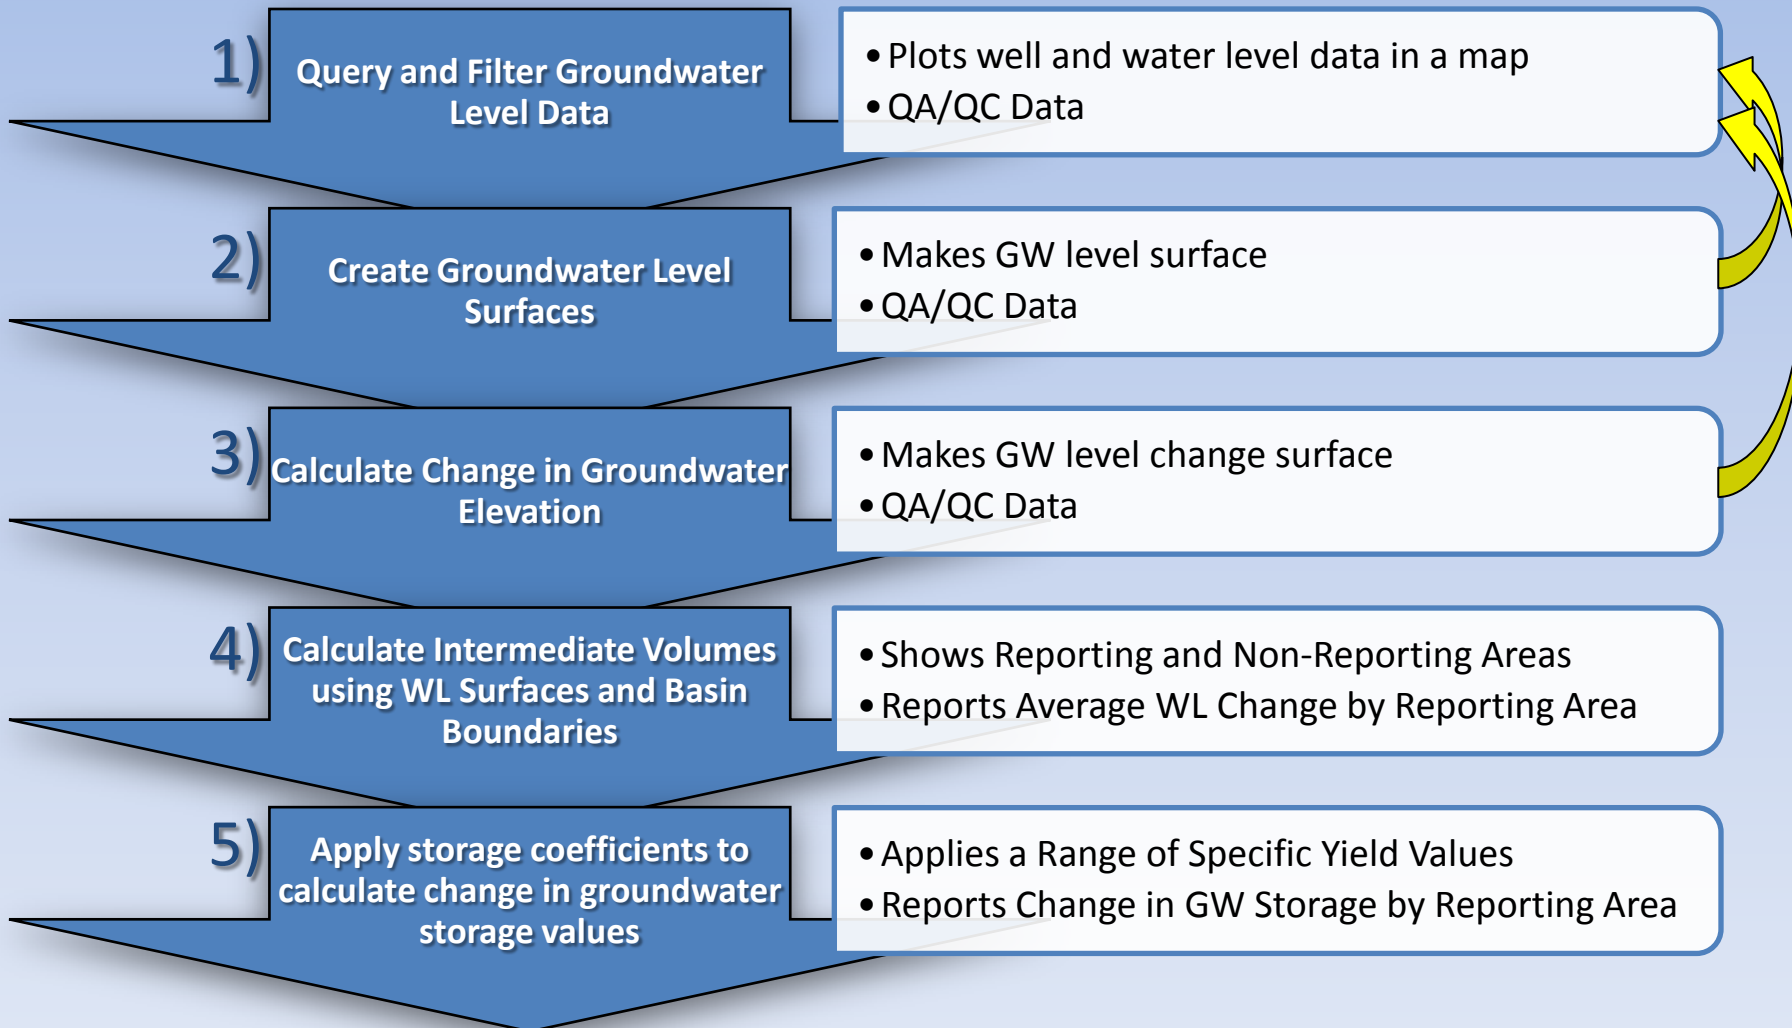 1)
Query and Filter Groundwater
Level Data
• Plots well and water level data in a map
• QA/QC Data
2)
Create Groundwater Level
Surfaces
• Makes GW level surface
• QA/QC Data
3)
Calculate Change in Groundwater
Elevation
• Makes GW level change surface
• QA/QC Data
4)
Calculate Intermediate Volumes
using WL Surfaces and Basin
Boundaries
• Shows Reporting and Non-Reporting Areas
• Reports Average WL Change by Reporting Area
5)
Apply storage coefficients to
calculate change in groundwater
storage values
• Applies a Range of Specific Yield Values
• Reports Change in GW Storage by Reporting Area